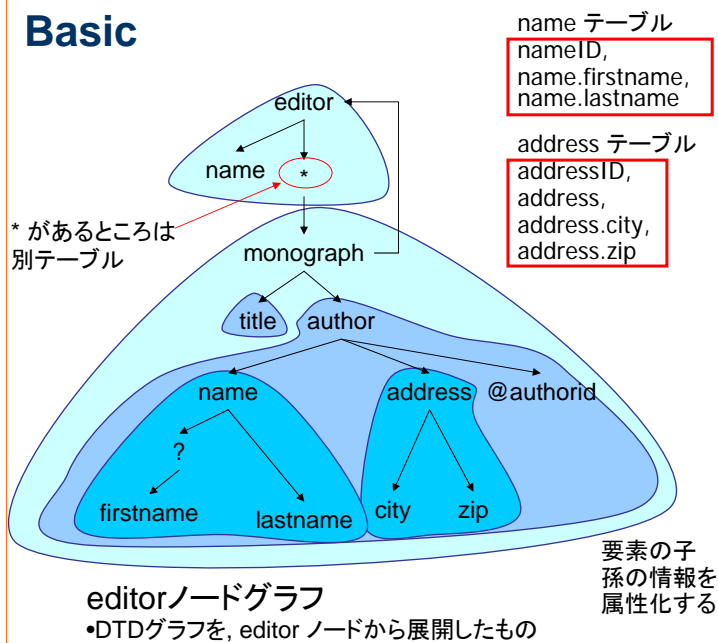 Basic
name テーブル
nameID,
name.firstname,
name.lastname
address テーブル
addressID,
address,
address.city,
address.zip
editor
name
*
* があるところは
別テーブル
monograph
title
author
name
address
@authorid
?
firstname
lastname
city
zip
要素の子
孫の情報を
属性化する
editorノードグラフ
•DTDグラフを, editor ノードから展開したもの